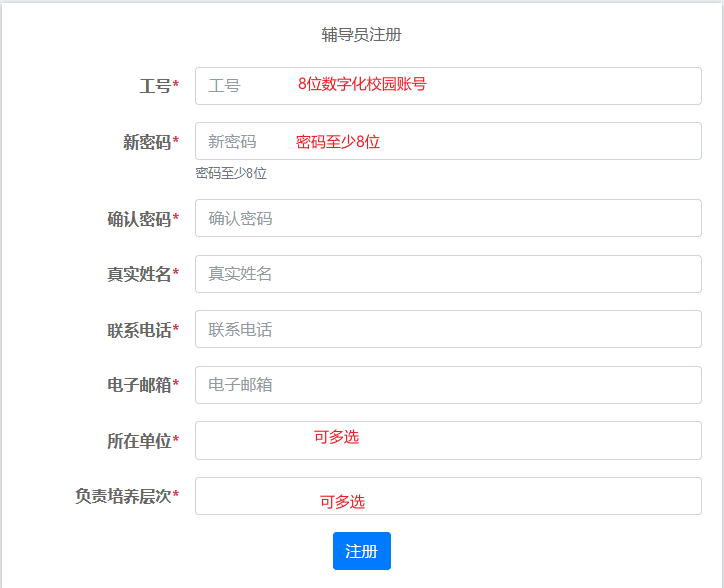 辅导员注册
工号* 工号 8位数字化校园账号
新密码* 新密码 密码至少8位
密码至少8位
确认密码* 确认密码
真实姓名* 真实姓名
联系电话* 联系电话
电子邮箱* 电子邮箱
所在单位* 可多选
负责培养层次* 可多选
注册